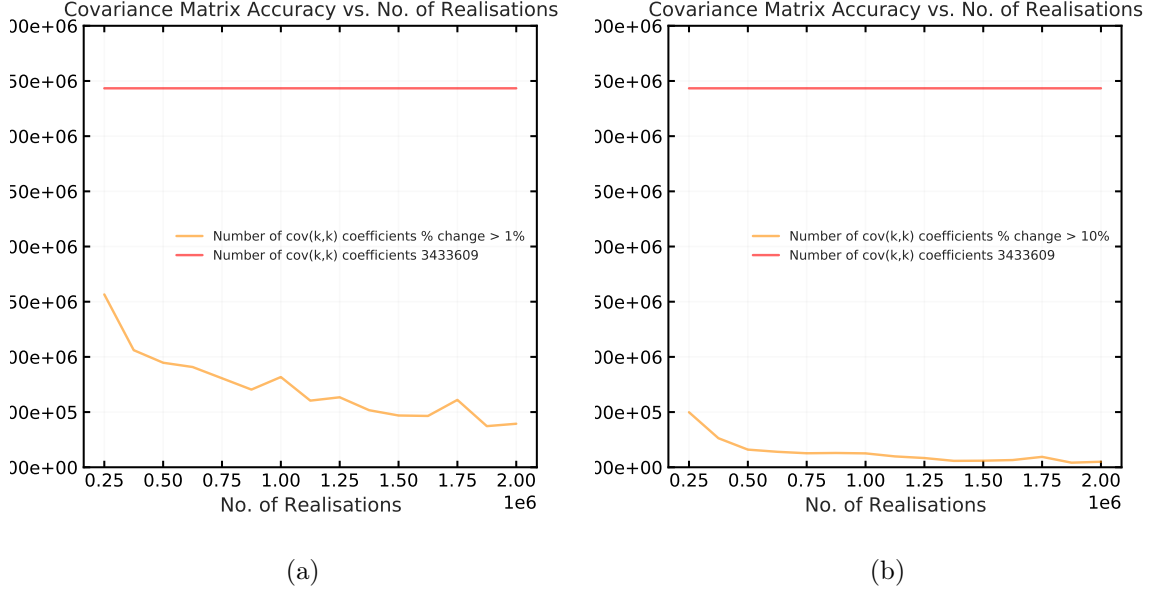 Covariance Matrix Accuracy vs. No. of Realisations
00e+06
50e+06
00e+06
50e+06
00e+06
50e+06
00e+06
00e+05
00e+00
Number of cov(k,k) coefficients % change > 1%
Number of cov(k,k) coefficients 3433609
0.25 0.50 0.75 1.00 1.25 1.50 1.75 2.00
1e6
No. of Realisations
(a)
Covariance Matrix Accuracy vs. No. of Realisations
00e+06
50e+06
00e+06
50e+06
00e+06
50e+06
00e+06
00e+05
00e+00
Number of cov(k,k) coefficients % change > 10%
Number of cov(k,k) coefficients 3433609
0.25 0.50 0.75 1.00 1.25 1.50 1.75 2.00
1e6
No. of Realisations
(b)